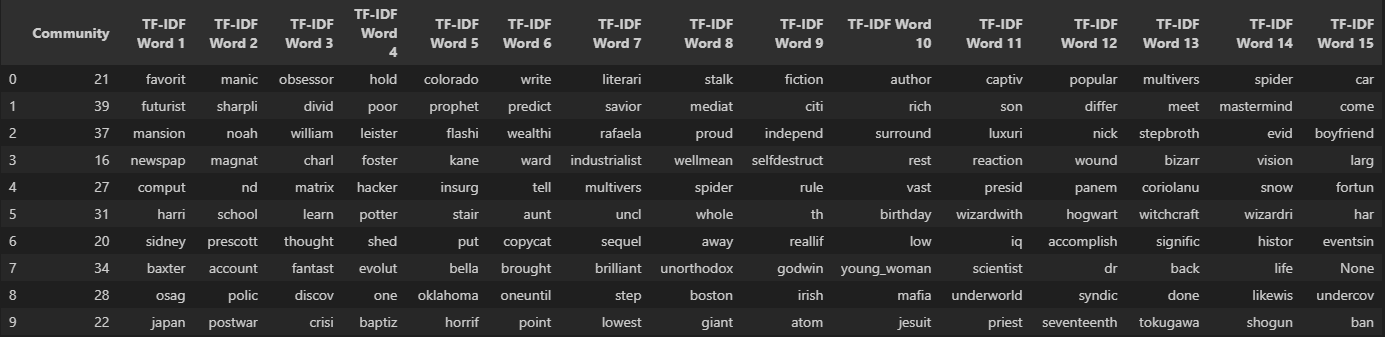 Community TF-IDF Word 1 TF-IDF Word 2 TF-IDF Word 3 TF-IDF Word 4 TF-IDF Word 5 TF-IDF Word 6 TF-IDF Word 7 TF-IDF Word 8 TF-IDF Word 9 TF-IDF Word 10 TF-IDF Word 11 TF-IDF Word 12 TF-IDF Word 13 TF-IDF Word 14 TF-IDF Word 15
0 21 favorit manic obsessor hold colorado write literari stalk fiction author captiv popular multivers spider car
1 39 futurist sharpli divid poor prophet predict savior mediat citi rich son differ meet mastermind come
2 37 mansion noah william leister flashi wealthi rafaela proud independ surround luxuri nick stepbroth evid boyfriend
3 16 newspap magnat charl foster kane ward industrialist wellmean selfdestruct rest reaction wound bizarr vision larg
4 27 comput nd matrix hacker insurg tell multivers spider rule vast presid panem coriolanu snow fortun
5 31 harri school learn potter stair aunt uncl whole th birthday wizardwith hogwart witchcraft wizardri har
6 20 sidney prescott thought shed put copycat sequel away reallif low iq accomplish signific histor eventsin
7 34 baxter account fantast evolut bella brought brilliant unorthodox godwin young_woman scientist dr back life None
8 28 osag polic discov one oklahoma oneuntil step boston irish mafia underworld syndic done likewis undercov
9 22 japan postwar crisi baptiz horrif point lowest giant atom jesuit priest seventeenth tokugawa shogun ban